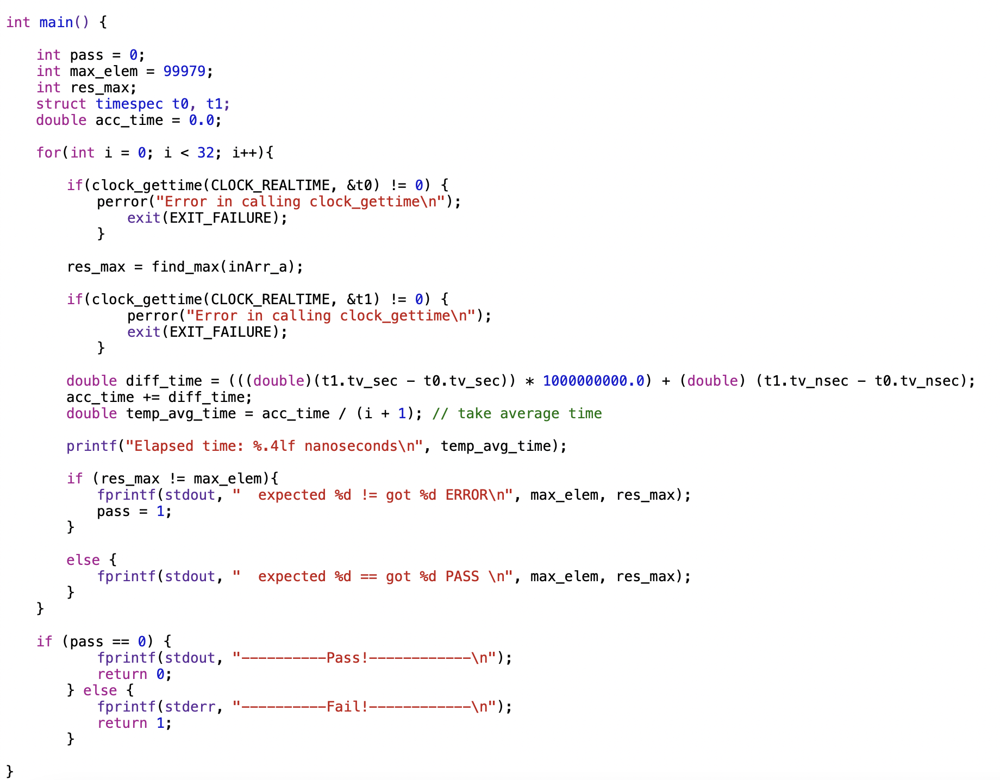 int main() {
int pass = 0;
int max_elem = 99979;
int res_max;
struct timespec t0, t1;
double acc_time = 0.0;
for(int i = 0; i < 32; i++){
if(clock_gettime(CLOCK_REALTIME, &t0) != 0) {
perror("Error in calling clock_gettime\n");
exit(EXIT_FAILURE);
}
res_max = find_max(inArr_a);
if(clock_gettime(CLOCK_REALTIME, &t1) != 0) {
perror("Error in calling clock_gettime\n");
exit(EXIT_FAILURE);
}
double diff_time = (((double)(t1.tv_sec - t0.tv_sec)) * 1000000000.0) + (double) (t1.tv_nsec - t0.tv_nsec);
acc_time += diff_time;
double temp_avg_time = acc_time / (i + 1); // take average time
printf("Elapsed time: %.4lf nanoseconds\n", temp_avg_time);
if (res_max != max_elem){
fprintf(stdout, "  expected %d != got %d ERROR\n", max_elem, res_max);
pass = 1;
}
else {
fprintf(stdout, "  expected %d == got %d PASS \n", max_elem, res_max);
}
}
if (pass == 0) {
fprintf(stdout, "----------Pass!------------\n");
return 0;
} else {
fprintf(stderr, "----------Fail!------------\n");
return 1;
}
}